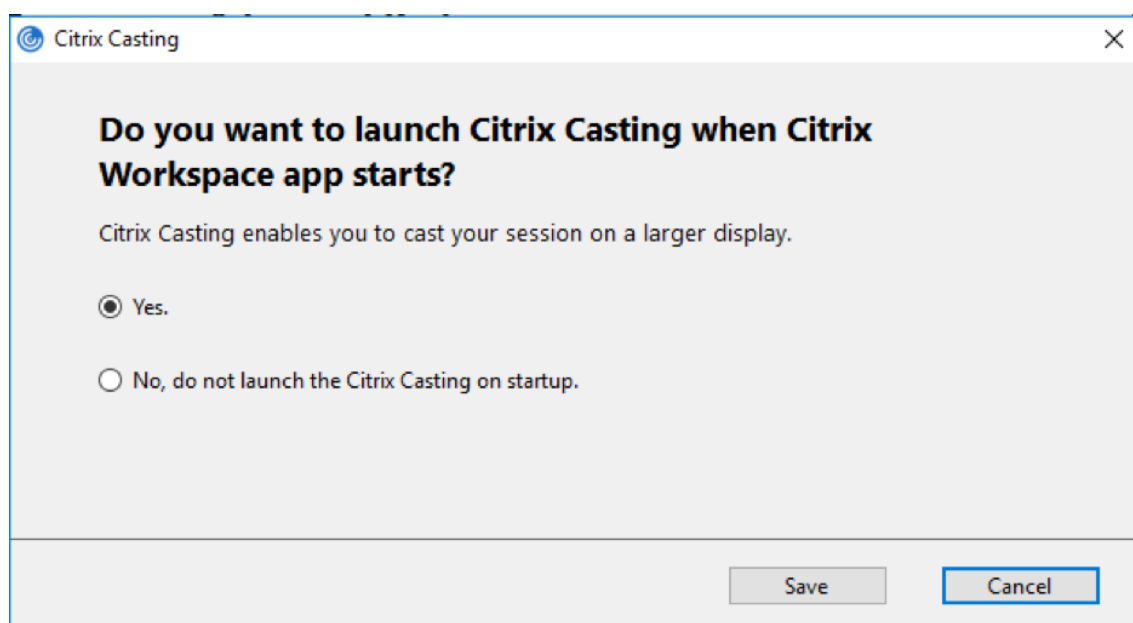 Citrix Casting
Do you want to launch Citrix Casting when Citrix
Workspace app starts?
Citrix Casting enables you to cast your session on a larger display.
Yes.
No, do not launch the Citrix Casting on startup.
Save Cancel